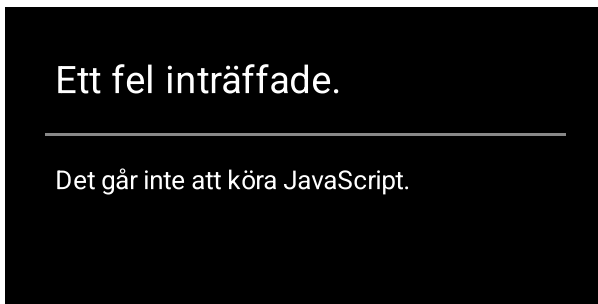 Ett fel inträffade.
Det går inte att köra JavaScript.